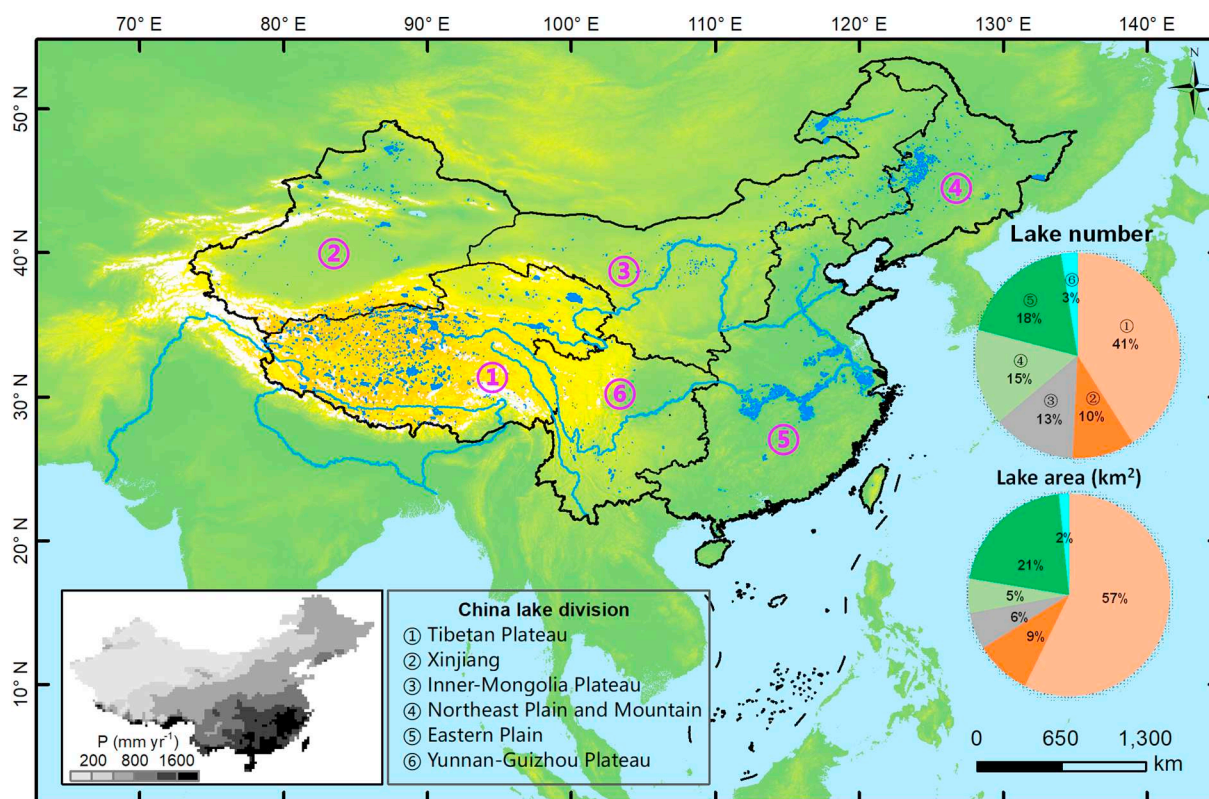 70° E 80° E 90° E 100° E 110° E 120° E 130° E 140° E
N
50° N
40° N
30° N
20° N
10° N
①
②
③
④
⑤
⑥
Lake number
①
41%
②
10%
③
13%
④
15%
⑤
18%
⑥
3%
Lake area (km²)
57%
9%
6%
5%
21%
2%
P (mm yr⁻¹)
200 800 1600
China lake division
① Tibetan Plateau
② Xinjiang
③ Inner-Mongolia Plateau
④ Northeast Plain and Mountain
⑤ Eastern Plain
⑥ Yunnan-Guizhou Plateau
0 650 1,300
km